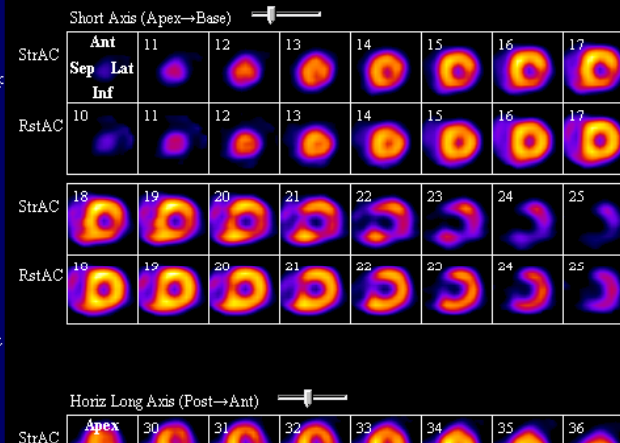 Short Axis (Apex→Base)
StrAC Ant Sep Lat Inf 11 12 13 14 15 16 17
RstAC 10 11 12 13 14 15 16 17
StrAC 18 19 20 21 22 23 24 25
RstAC 18 19 20 21 22 23 24 25
Horiz Long Axis (Post→Ant)
StrAC Apex 30 31 32 33 34 35 36